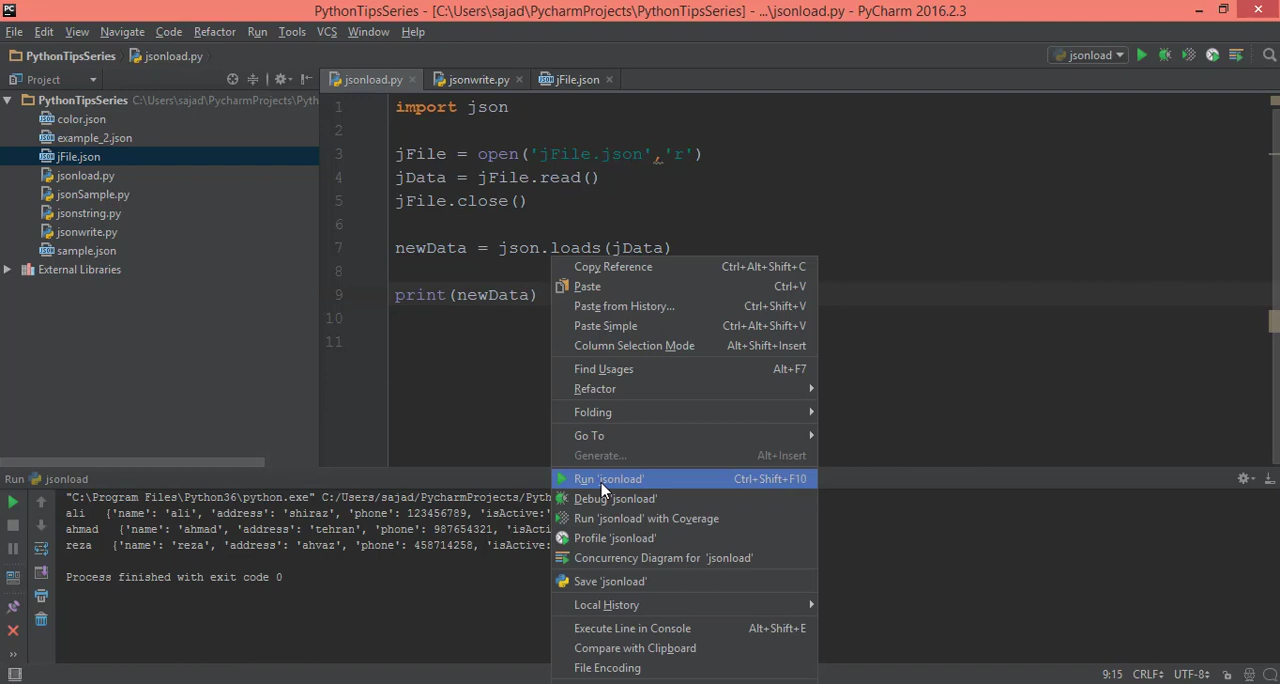 PC
PythonTipsSeries - [C:\Users\sajad\PycharmProjects\PythonTipsSeries] - ...\jsonload.py - PyCharm 2016.2.3
File Edit View Navigate Code Refactor Run Tools VCS Window Help
PythonTipsSeries jsonload.py
jsonload
Project
jsonload.py jsonwrite.py jFile.json
PythonTipsSeries C:\Users\sajad\PycharmProjects\Pyth
color.json
example_2.json
jFile.json
jsonload.py
jsonSample.py
jsonstring.py
jsonwrite.py
sample.json
External Libraries
1 import json
2
3 jFile = open('jFile.json','r')
4 jData = jFile.read()
5 jFile.close()
6
7 newData = json.loads(jData)
8
9 print(newData)
10
11
Copy Reference Ctrl+Alt+Shift+C
Paste Ctrl+V
Paste from History... Ctrl+Shift+V
Paste Simple Ctrl+Alt+Shift+V
Column Selection Mode Alt+Shift+Insert
Find Usages Alt+F7
Refactor
Folding
Go To
Generate... Alt+Insert
Run 'jsonload' Ctrl+Shift+F10
Debug 'jsonload'
Run 'jsonload' with Coverage
Profile 'jsonload'
Concurrency Diagram for 'jsonload'
Save 'jsonload'
Local History
Execute Line in Console Alt+Shift+E
Compare with Clipboard
File Encoding
Run jsonload
"C:\Program Files\Python36\python.exe" C:/Users/sajad/PycharmProjects/Pyt
ali {'name': 'ali', 'address': 'shiraz', 'phone': 123456789, 'isActive:'
ahmad {'name': 'ahmad', 'address': 'tehran', 'phone': 987654321, 'isActi
reza {'name': 'reza', 'address': 'ahvaz', 'phone': 458714258, 'isActive:
Process finished with exit code 0
9:15 CRLF UTF-8